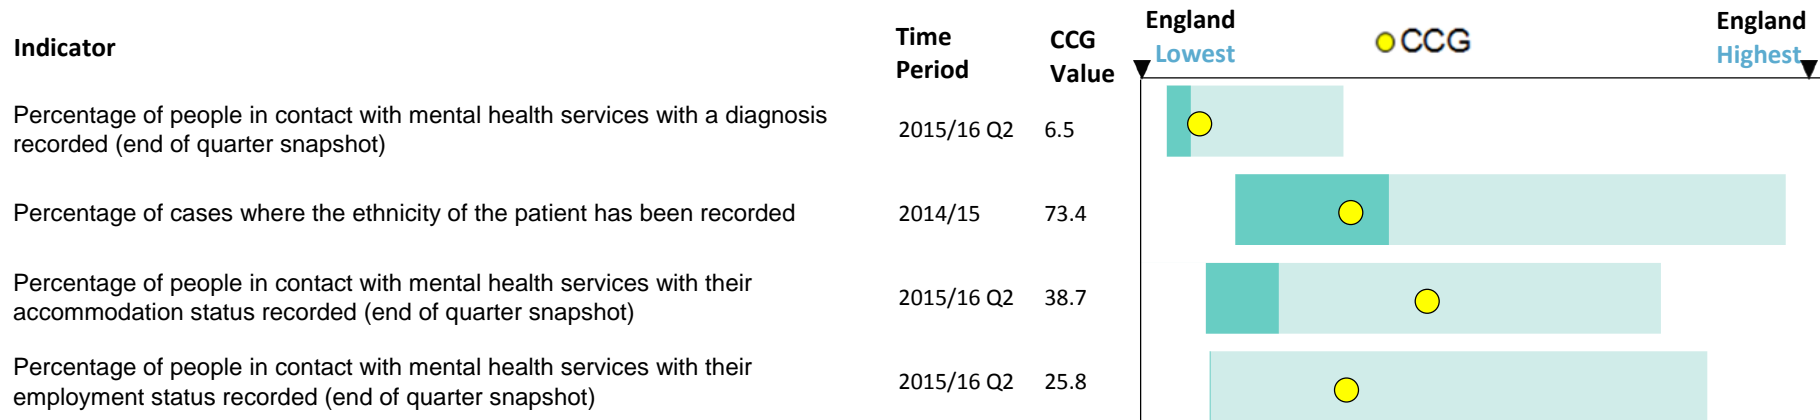 Indicator
Time
Period
CCG
Value
England
Lowest
CCG
England
Highest
Percentage of people in contact with mental health services with a diagnosis
recorded (end of quarter snapshot)
2015/16 Q2
6.5
Percentage of cases where the ethnicity of the patient has been recorded
2014/15
73.4
Percentage of people in contact with mental health services with their
accommodation status recorded (end of quarter snapshot)
2015/16 Q2
38.7
Percentage of people in contact with mental health services with their
employment status recorded (end of quarter snapshot)
2015/16 Q2
25.8